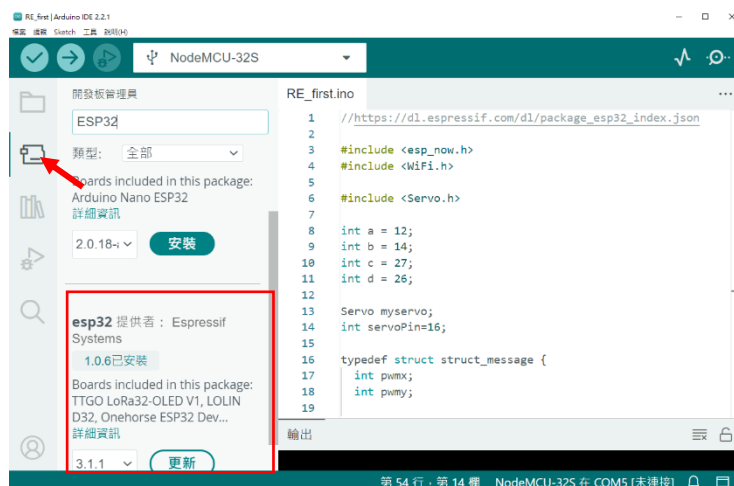 RE_first | Arduino IDE 2.2.1
檔案 編輯 Sketch 工具 說明(H)
NodeMCU-32S
開發板管理員
ESP32
類型: 全部
Boards included in this package:
Arduino Nano ESP32
詳細資訊
安裝
esp32 提供者: Espressif
Systems
1.0.6已安裝
Boards included in this package:
TTGO LoRa32-OLED V1, LOLIN
D32, Onehorse ESP32 Dev...
詳細資訊
3.1.1 更新
RE_first.ino
1 //https://dl.espressif.com/dl/package_esp32_index.json
2
3 #include <esp_now.h>
4 #include <WiFi.h>
5
6 #include <Servo.h>
7
8 int a = 12;
9 int b = 14;
10 int c = 27;
11 int d = 26;
12
13 Servo myservo;
14 int servoPin=16;
15
16 typedef struct struct_message {
17 int pwmx;
18 int pwmy;
19
輸出
第 54 行,第 14 欄 NodeMCU-32S 在 COM5 [未連接]